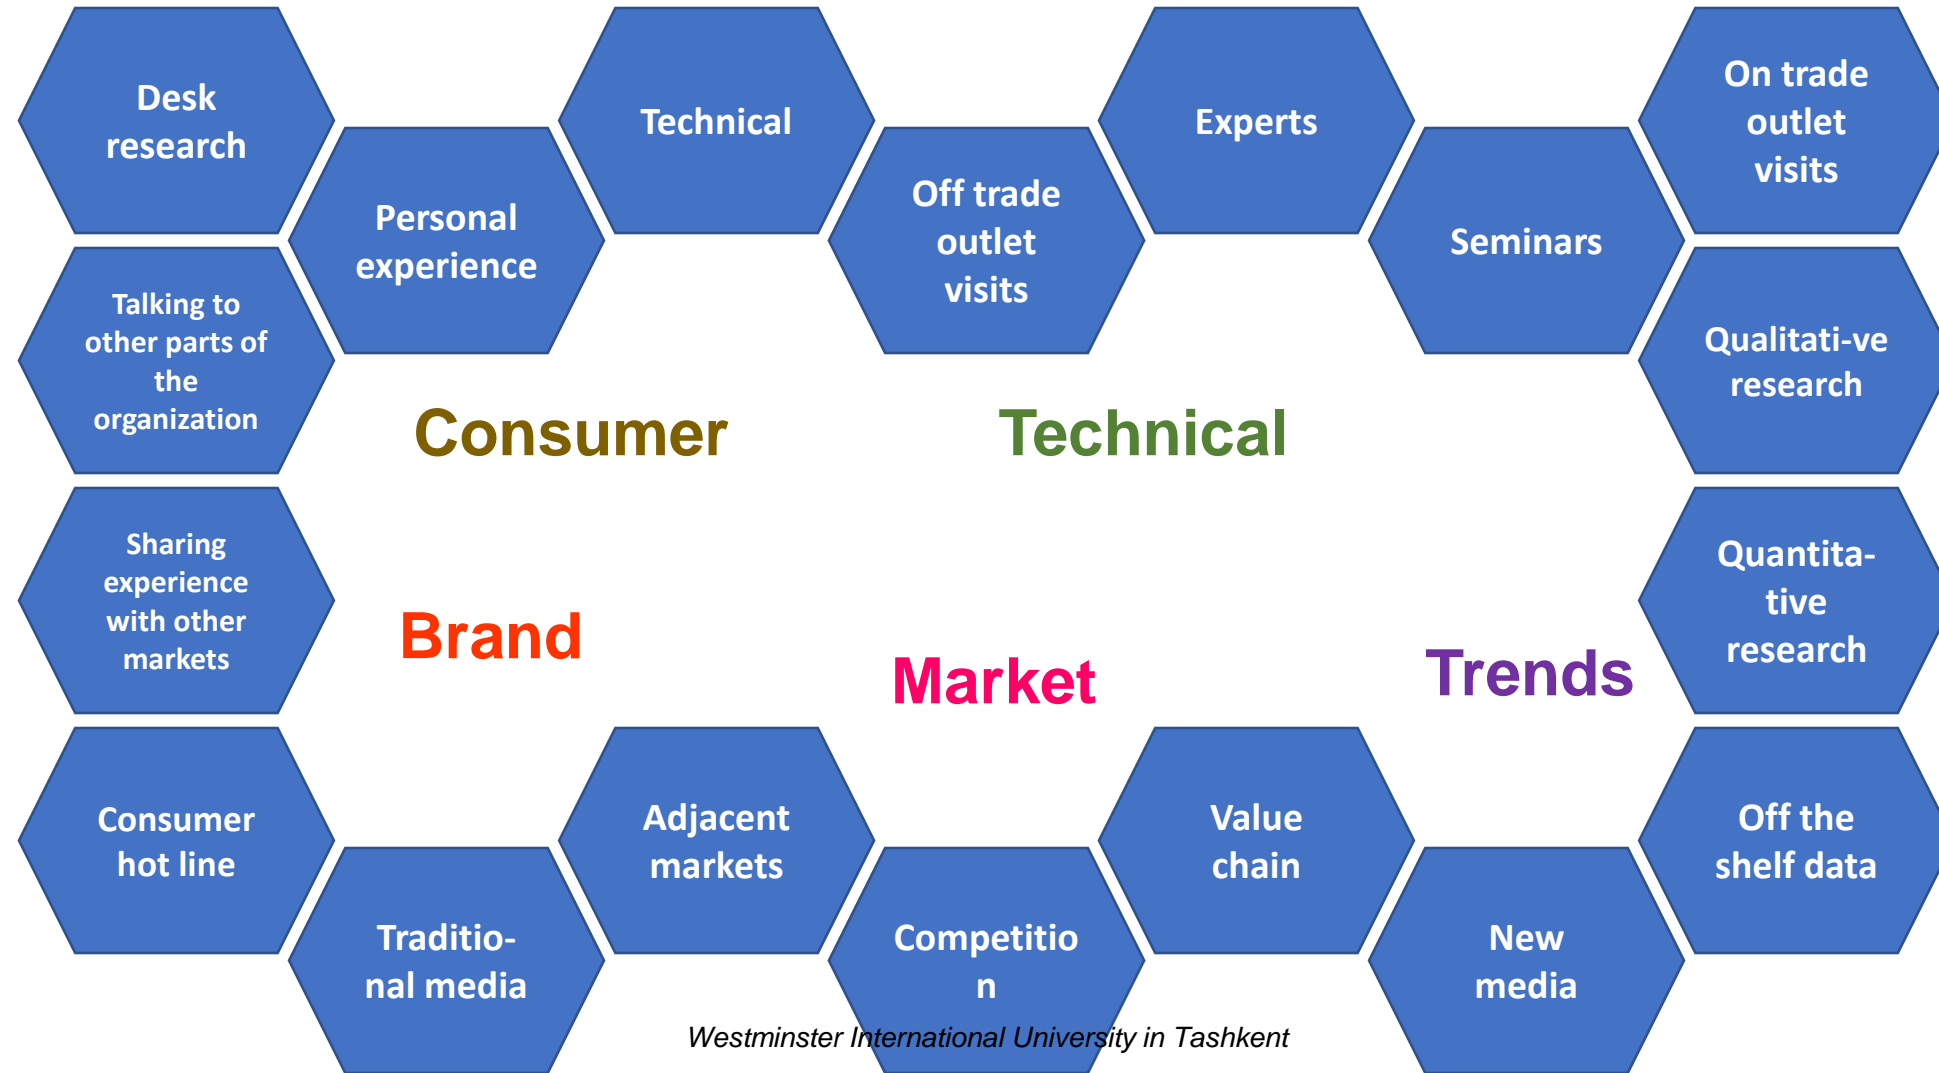 Desk
research
Personal
experience
Technical
Off trade
outlet
visits
Experts
Seminars
On trade
outlet
visits
Talking to
other parts of
the
organization
Qualitati-ve
research
Consumer
Technical
Sharing
experience
with other
markets
Quantita-
tive
research
Brand
Market
Trends
Consumer
hot line
Traditio-
nal media
Adjacent
markets
Competitio
n
Value
chain
New
media
Off the
shelf data
Westminster International University in Tashkent